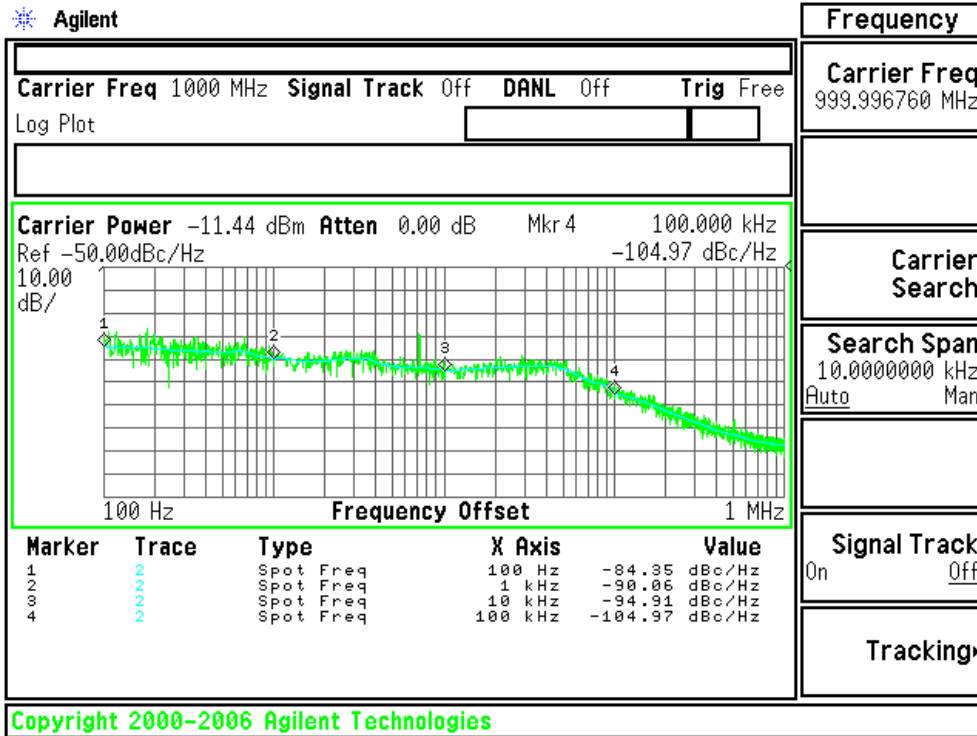 Agilent
Frequency
Carrier Freq 1000 MHz Signal Track Off DANL Off Trig Free
Log Plot
Carrier Freq
999.996760 MHz
Carrier Power -11.44 dBm Atten 0.00 dB Mkr 4 100.000 kHz
Ref -50.00dBc/Hz -104.97 dBc/Hz
10.00
dB/
1
2
3
4
100 Hz Frequency Offset 1 MHz
Carrier
Search
Search Span
10.0000000 kHz
Auto Man
Marker Trace Type X Axis Value
1 2 Spot Freq 100 Hz -84.35 dBc/Hz
2 2 Spot Freq 1 kHz -90.06 dBc/Hz
3 2 Spot Freq 10 kHz -94.91 dBc/Hz
4 2 Spot Freq 100 kHz -104.97 dBc/Hz
Signal Track
On Off
Tracking
Copyright 2000-2006 Agilent Technologies